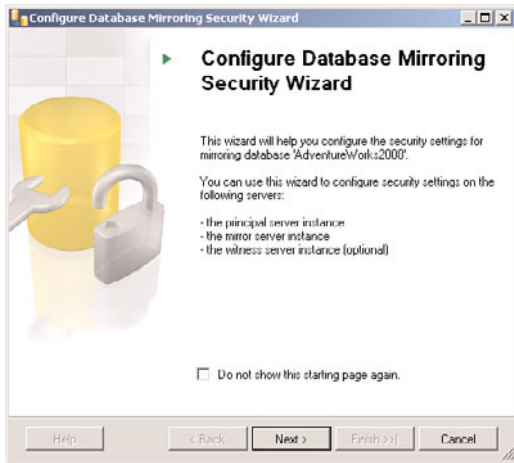 Configure Database Mirroring Security Wizard
Configure Database Mirroring
Security Wizard
This wizard will help you configure the security settings for
mirroring database 'AdventureWorks2000'.
You can use this wizard to configure security settings on the
following servers:
- the principal server instance
- the mirror server instance
- the witness server instance (optional)
Do not show this starting page again.
Help < Back Next > Finish >>| Cancel